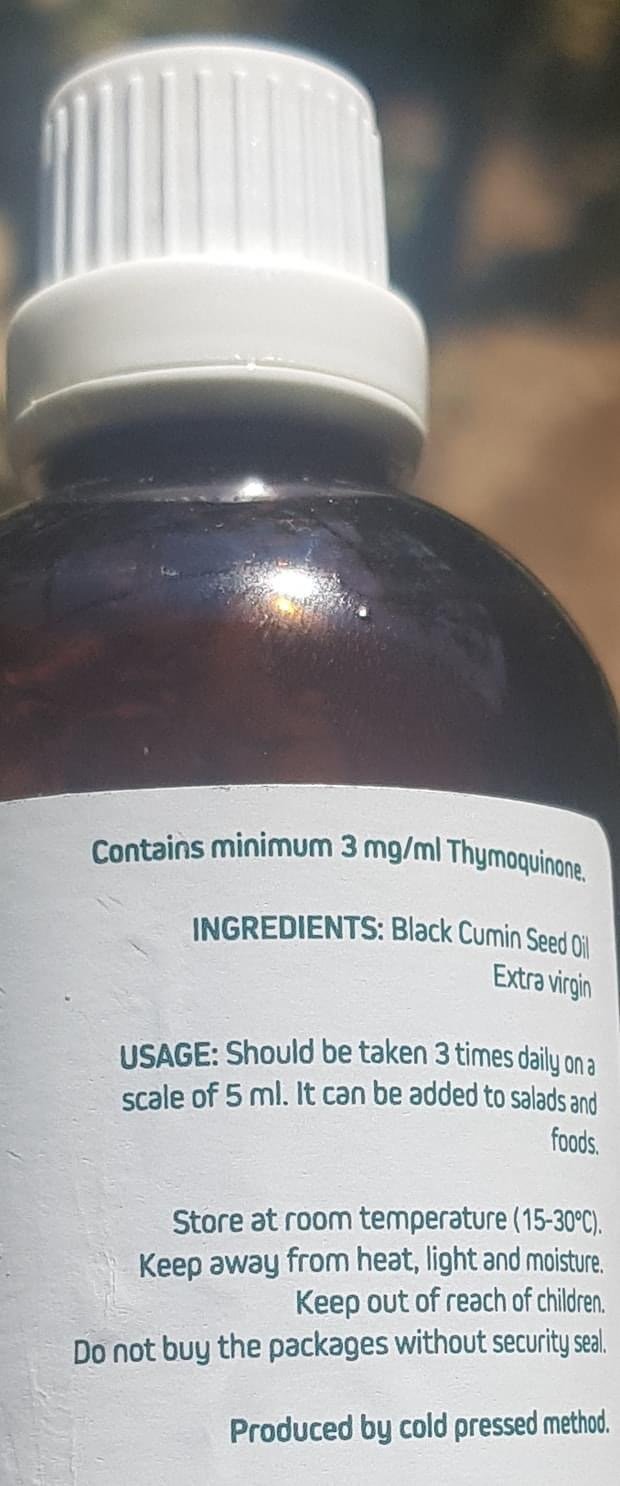 Contains minimum 3 mg/ml Thymoquinone.
INGREDIENTS: Black Cumin Seed Oil
Extra virgin
USAGE: Should be taken 3 times daily on a
scale of 5 ml. It can be added to salads and
foods.
Store at room temperature (15-30°C).
Keep away from heat, light and moisture.
Keep out of reach of children.
Do not buy the packages without security seal.
Produced by cold pressed method.